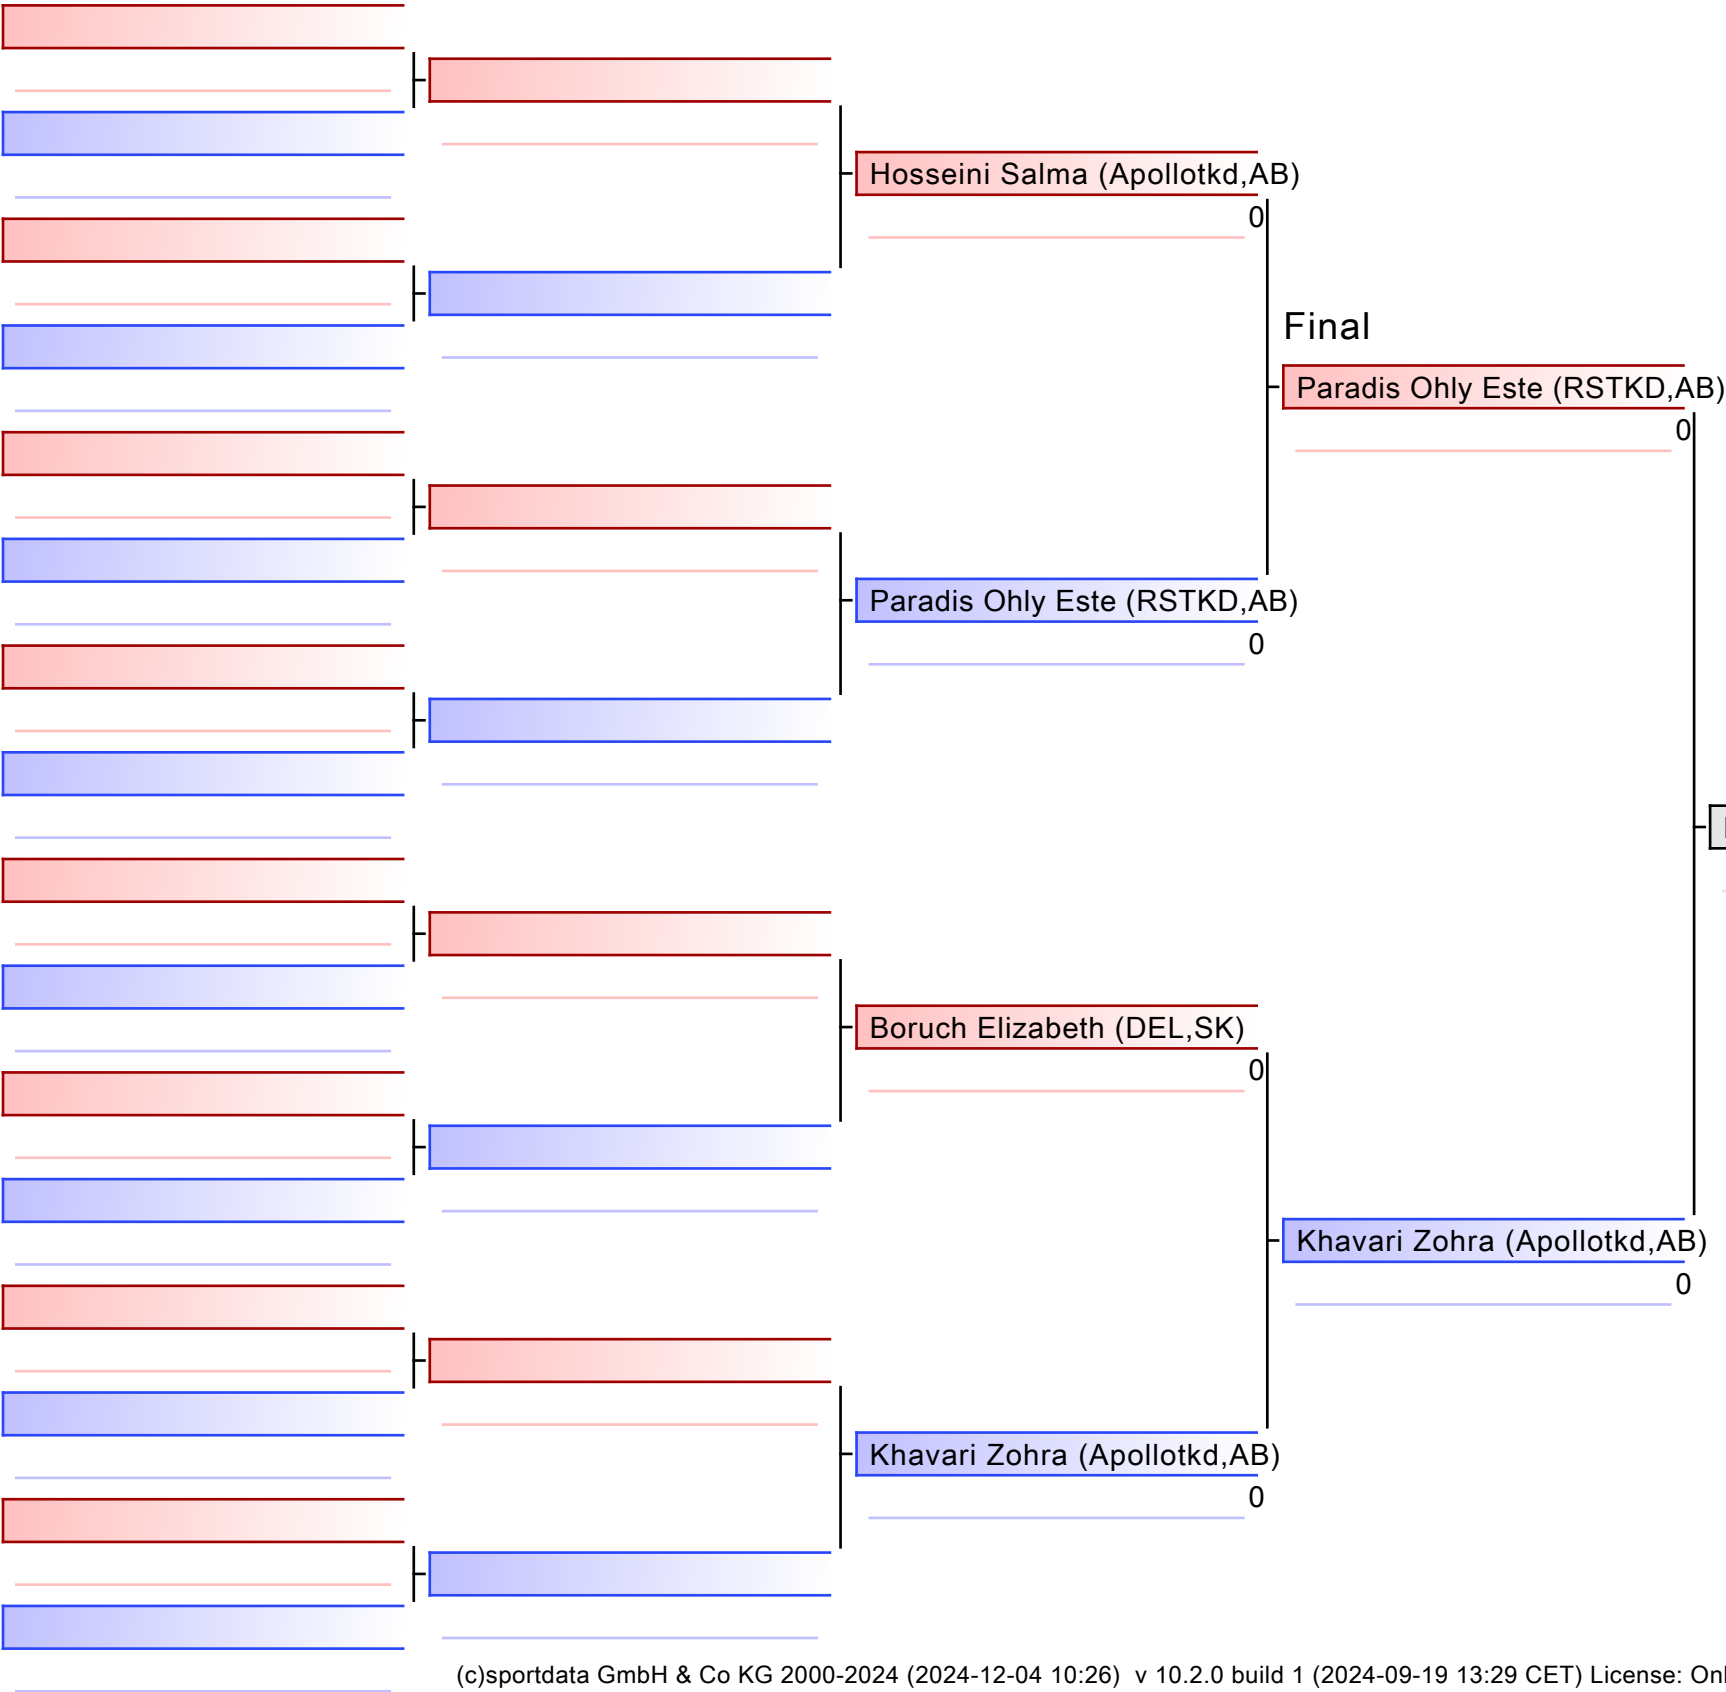 Hosseini Salma (Apollotkd,AB)
0
Final
Paradis Ohly Este (RSTKD,AB)
0
Paradis Ohly Este (RSTKD,AB)
0
Boruch Elizabeth (DEL,SK)
0
Khavari Zohra (Apollotkd,AB)
0
Khavari Zohra (Apollotkd,AB)
0
(c)sportdata GmbH & Co KG 2000-2024 (2024-12-04 10:26) v 10.2.0 build 1 (2024-09-19 13:29 CET) License: Onl